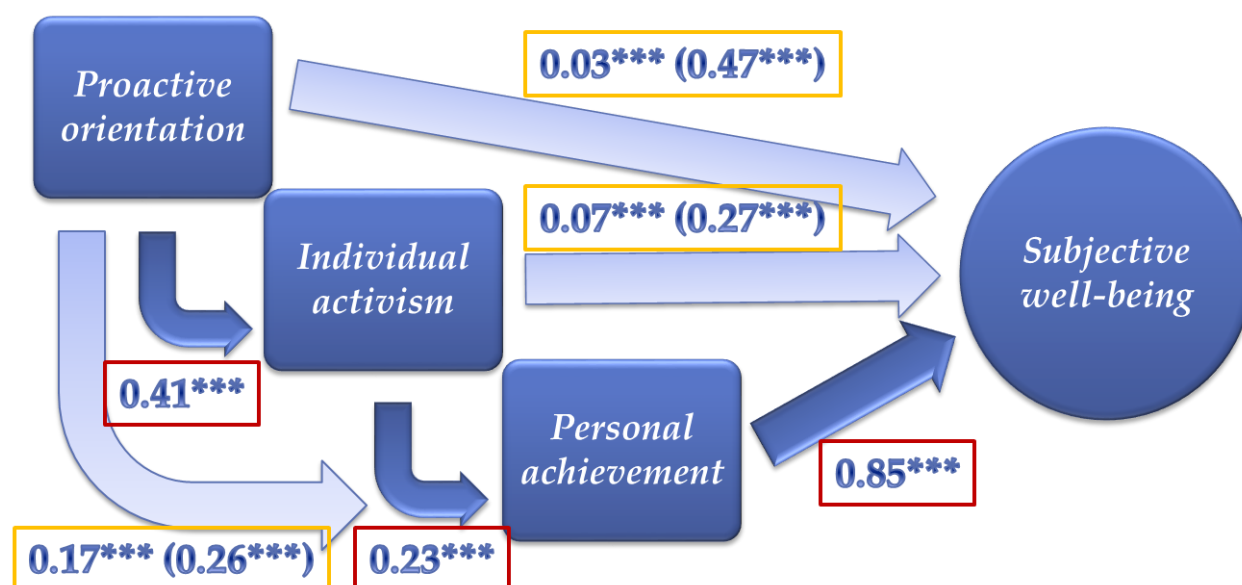 0.03*** (0.47***)
Proactive
orientation
0.07*** (0.27***)
Individual
activism
Subjective
well-being
0.41***
Personal
achievement
0.85***
0.17*** (0.26***)
0.23***